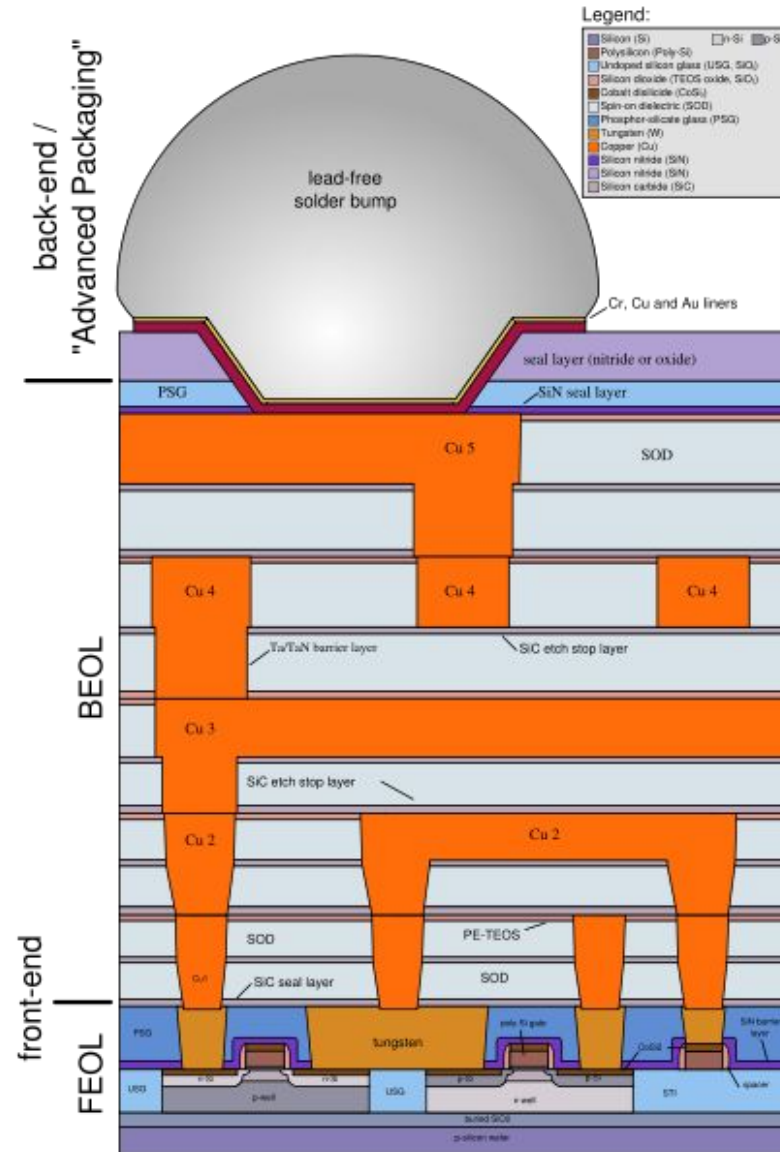 Legend:
Silicon (Si) n-Si p-S
Polysilicon (Poly-Si)
Undoped silicon glass (USG, SiO₂)
Silicon dioxide (TEOS oxide, SiO₂)
Cobalt disilicide (CoSi₂)
Spin-on dielectric (SOD)
Phosphor-silicate glass (PSG)
Tungsten (W)
Copper (Cu)
Silicon nitride (SiN)
Silicon nitride (SiN)
Silicon carbide (SiC)
back-end /
"Advanced Packaging"
lead-free
solder bump
Cr, Cu and Au liners
seal layer (nitride or oxide)
PSG
SiN seal layer
Cu 5
SOD
BEOL
Cu 4
Cu 4
Cu 4
Ta/TaN barrier layer
SiC etch stop layer
Cu 3
SiC etch stop layer
Cu 2
Cu 2
front-end
SOD
PE-TEOS
Cu1
SiC seal layer
SOD
FEOL
PSG
tungsten
poly Si gate
CoSi2
SiN barrier
layer
spacer
n-Si
n-Si
p-Si
p-Si
USG
p-well
USG
n-well
STI
buried SiO2
p-silicon wafer